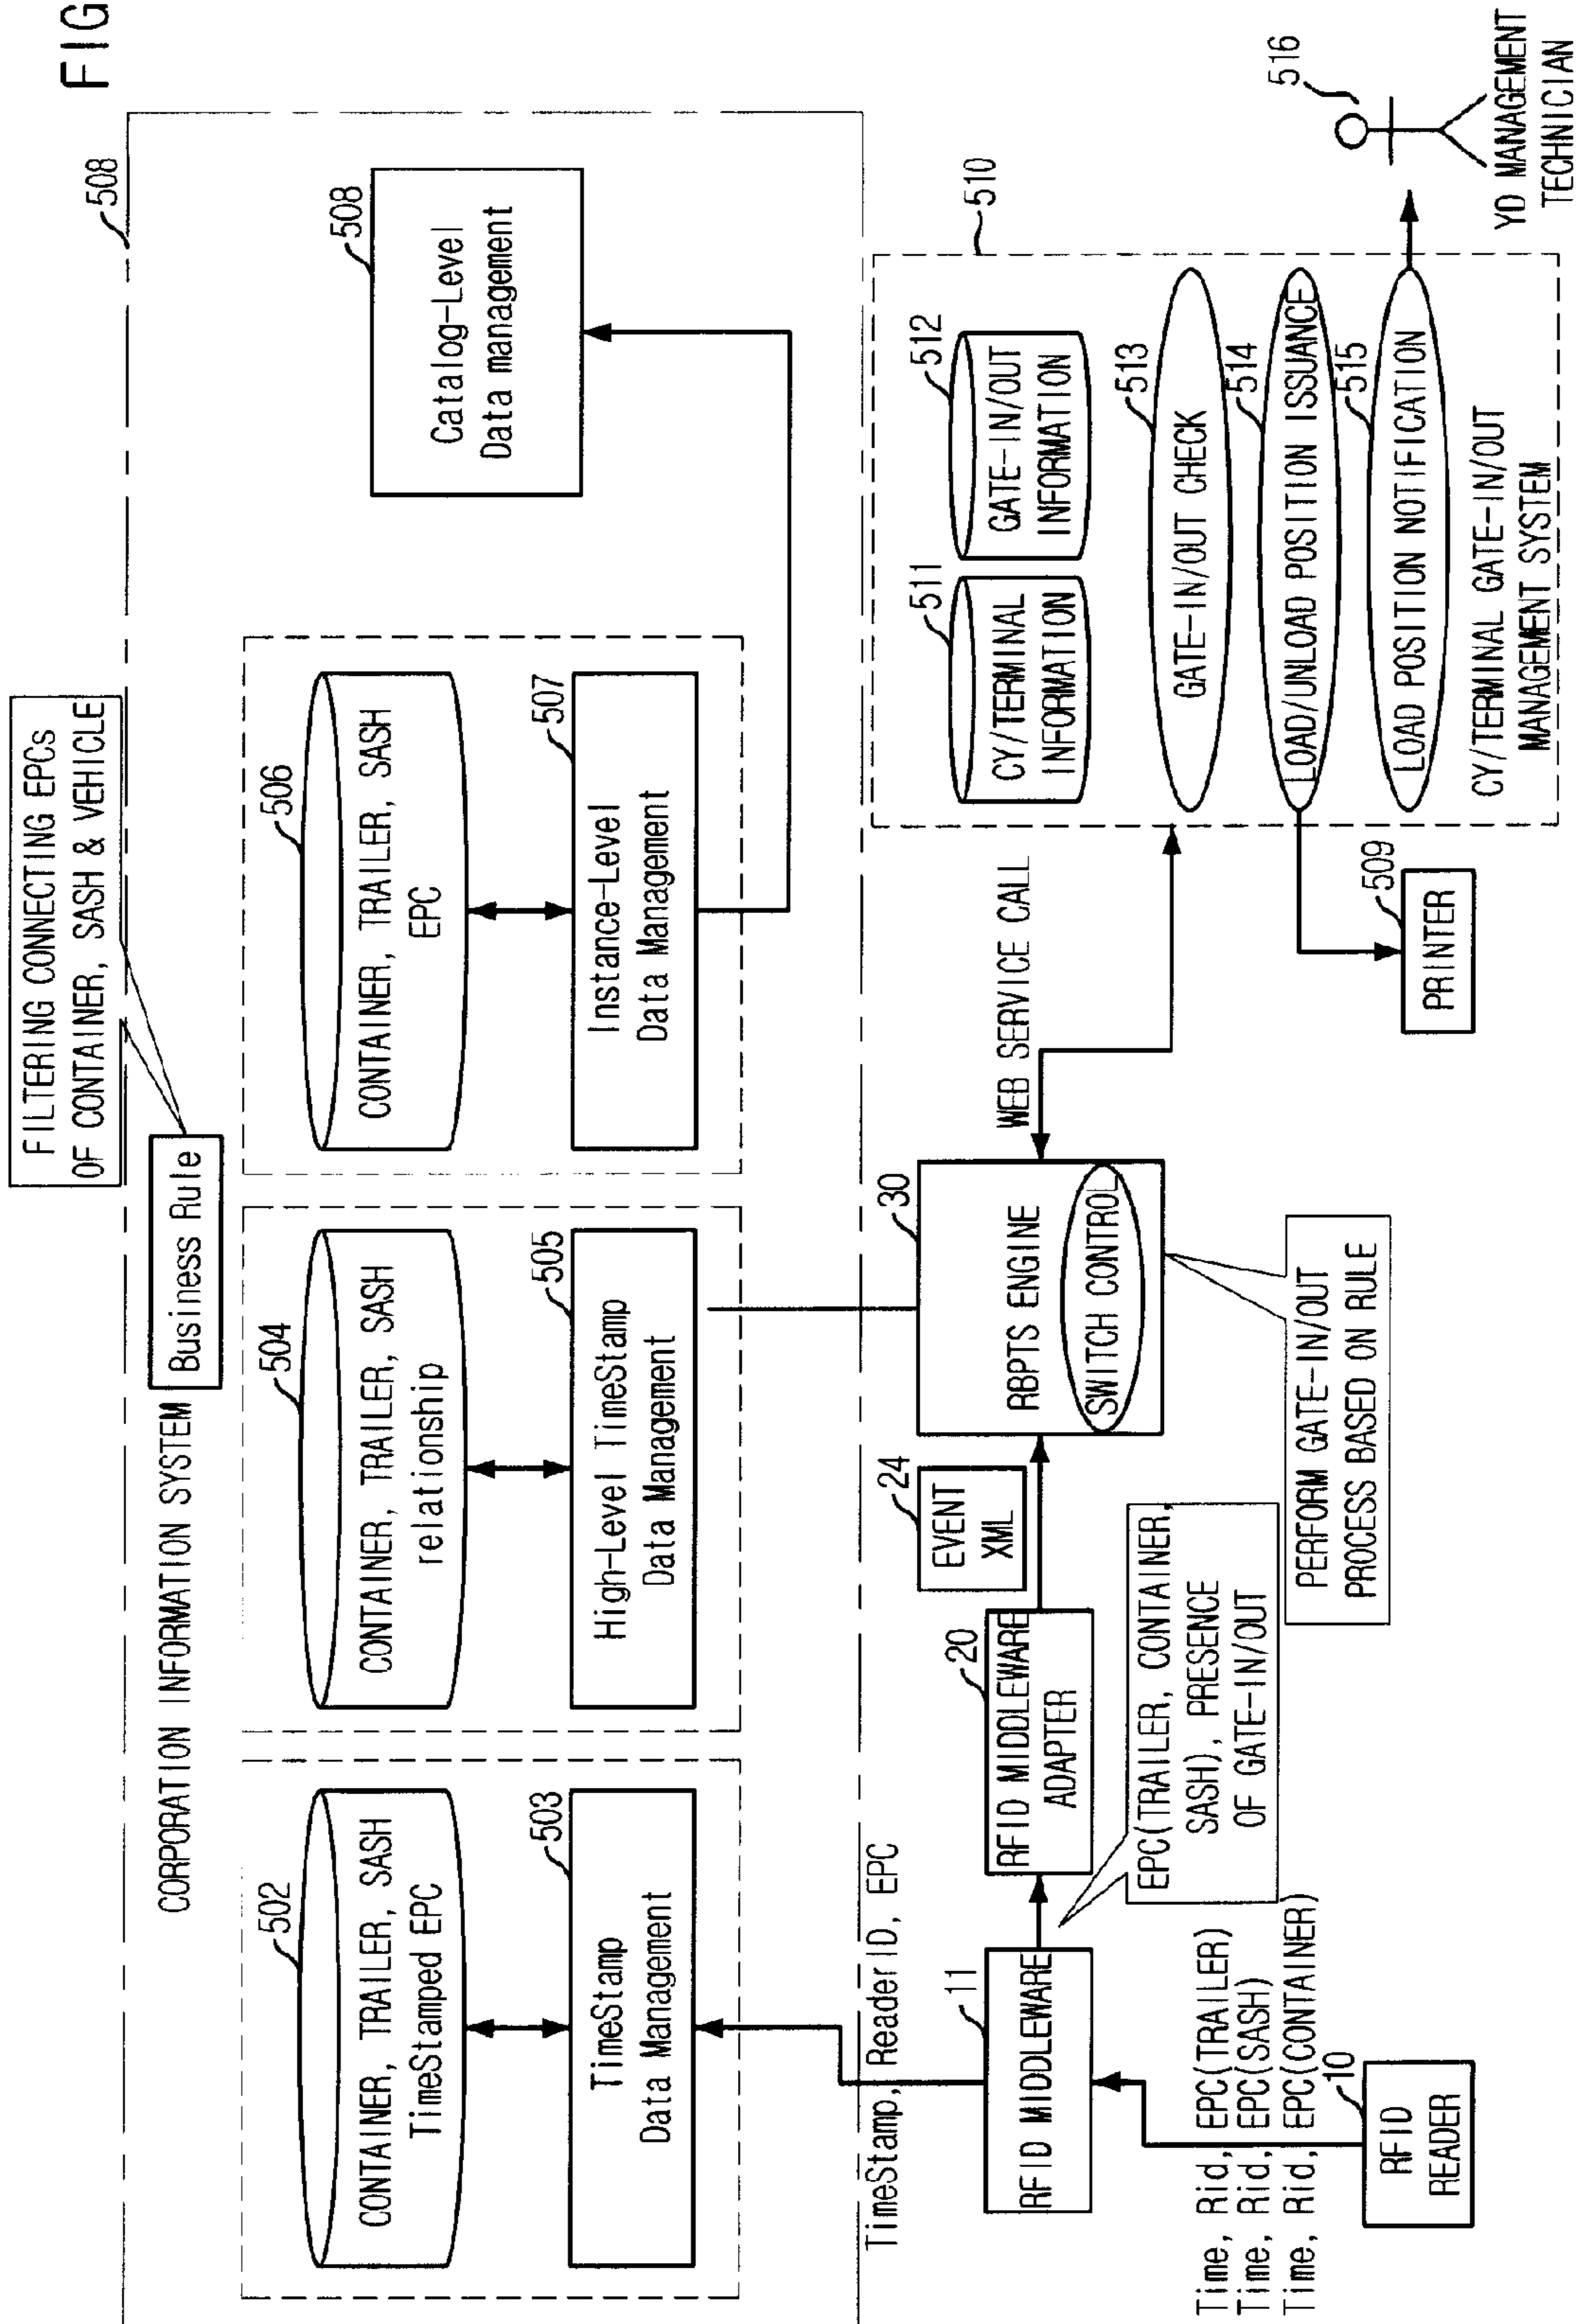 FIG
FILTERING CONNECTING EPCs
OF CONTAINER, SASH & VEHICLE
508
CORPORATION INFORMATION SYSTEM
Business Rule
502
CONTAINER, TRAILER, SASH
TimeStamped EPC
503
TimeStamp
Data Management
504
CONTAINER, TRAILER, SASH
relationship
505
High-Level TimeStamp
Data Management
506
CONTAINER, TRAILER, SASH
EPC
507
Instance-Level
Data Management
508
Catalog-Level
Data management
TimeStamp, ReaderID, EPC
11
RFID MIDDLEWARE
20
RFID MIDDLEWARE
ADAPTER
24
EVENT
XML
30
RBPTS ENGINE
SWITCH CONTROL
WEB SERVICE CALL
EPC(TRAILER, CONTAINER,
SASH), PRESENCE
OF GATE-IN/OUT
PERFORM GATE-IN/OUT
PROCESS BASED ON RULE
Time, Rid, EPC(TRAILER)
Time, Rid, EPC(SASH)
Time, Rid, EPC(CONTAINER)
10
RFID
READER
509
PRINTER
510
511
CY/TERMINAL
INFORMATION
512
GATE-IN/OUT
INFORMATION
513
GATE-IN/OUT CHECK
514
LOAD/UNLOAD POSITION ISSUANCE
515
LOAD POSITION NOTIFICATION
CY/TERMINAL GATE-IN/OUT
MANAGEMENT SYSTEM
516
YD MANAGEMENT
TECHNICIAN